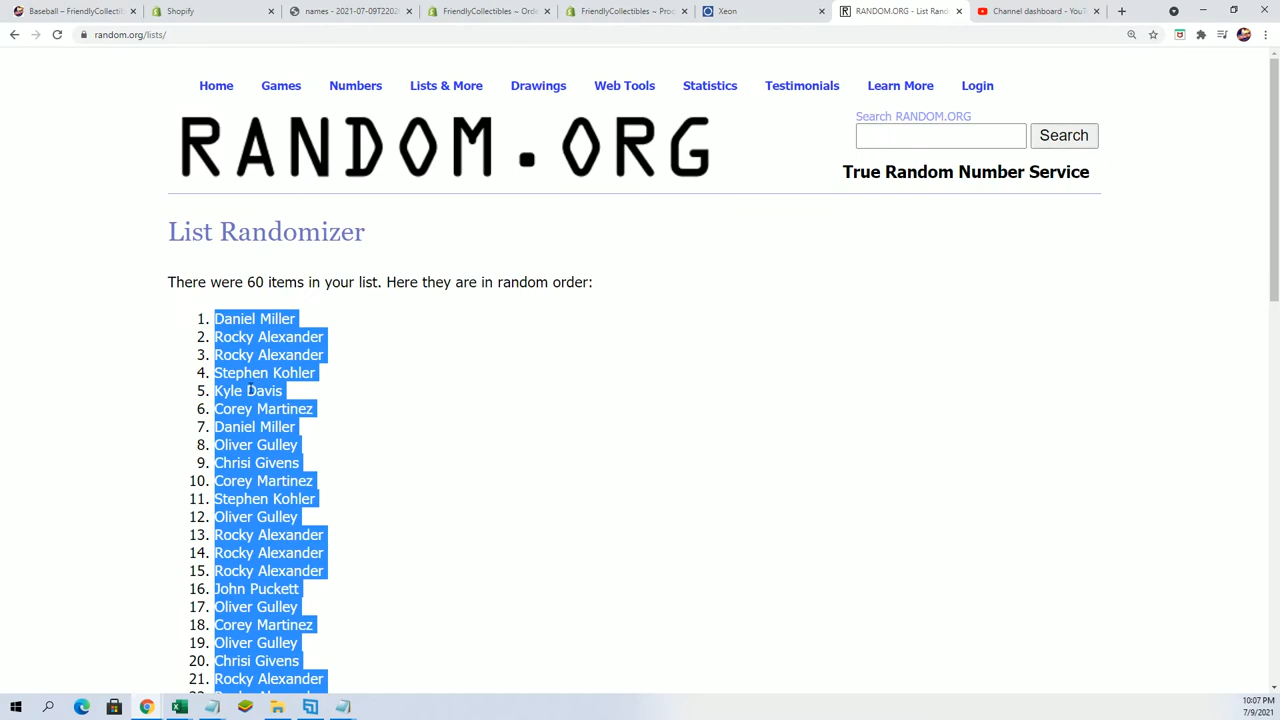 Baseball – FriendlyCollectib
Shopify
names - 2021-07-09T2202
FriendlyCollectibles ~ Orde
FriendlyCollectibles ~ Prod
Xeon
RANDOM.ORG - List Rand
Channel dashboard - YouT
random.org/lists/
Home Games Numbers Lists & More Drawings Web Tools Statistics Testimonials Learn More Login
Search RANDOM.ORG
RANDOM.ORG
Search
True Random Number Service
List Randomizer
There were 60 items in your list. Here they are in random order:
1. Daniel Miller
2. Rocky Alexander
3. Rocky Alexander
4. Stephen Kohler
5. Kyle Davis
6. Corey Martinez
7. Daniel Miller
8. Oliver Gulley
9. Chrisi Givens
10. Corey Martinez
11. Stephen Kohler
12. Oliver Gulley
13. Rocky Alexander
14. Rocky Alexander
15. Rocky Alexander
16. John Puckett
17. Oliver Gulley
18. Corey Martinez
19. Oliver Gulley
20. Chrisi Givens
21. Rocky Alexander
10:07 PM
7/9/2021